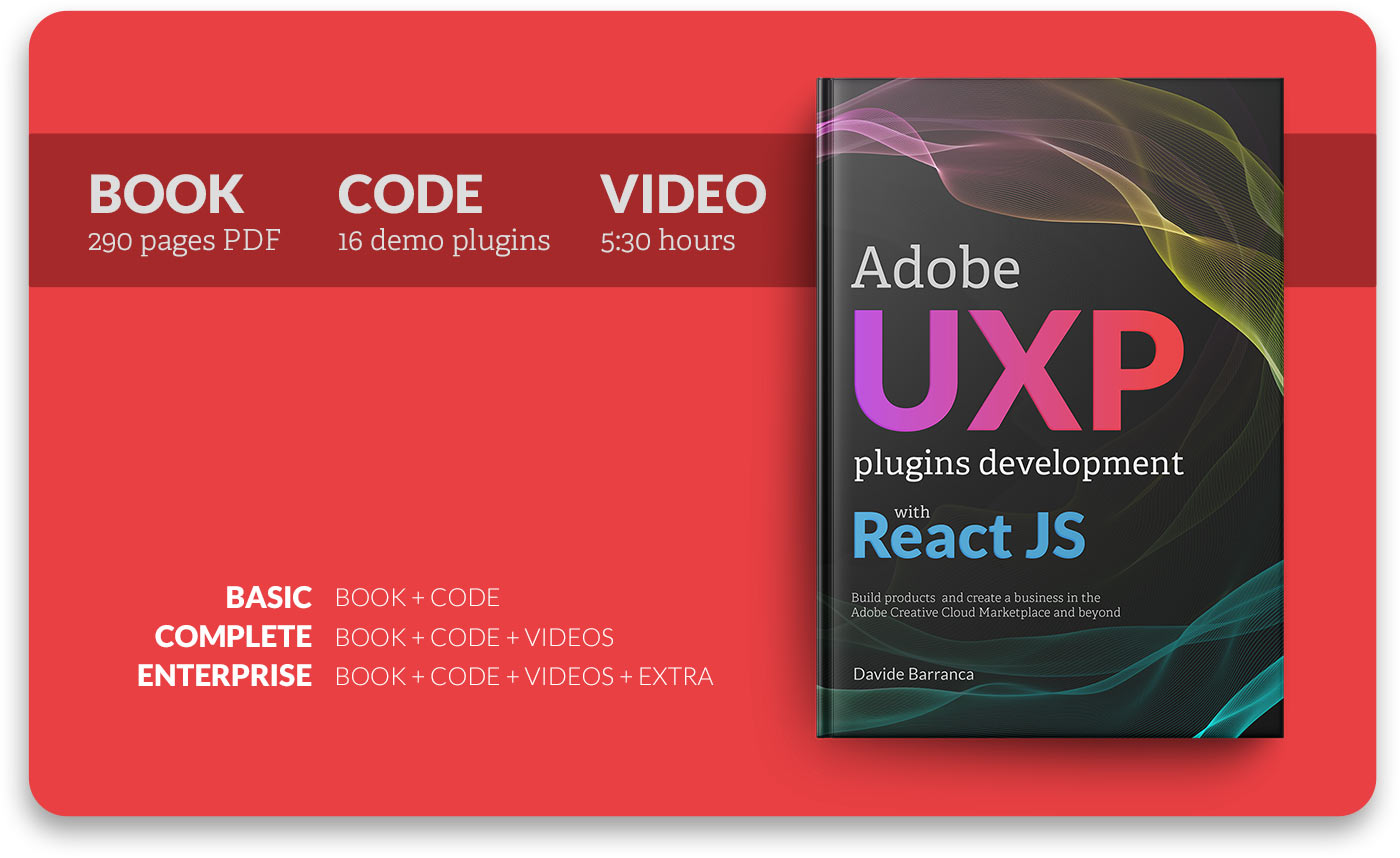 BOOK
290 pages PDF
CODE
16 demo plugins
VIDEO
5:30 hours
BASIC BOOK + CODE
COMPLETE BOOK + CODE + VIDEOS
ENTERPRISE BOOK + CODE + VIDEOS + EXTRA
Adobe
UXP
plugins development
with
React JS
Build products and create a business in the
Adobe Creative Cloud Marketplace and beyond
Davide Barranca